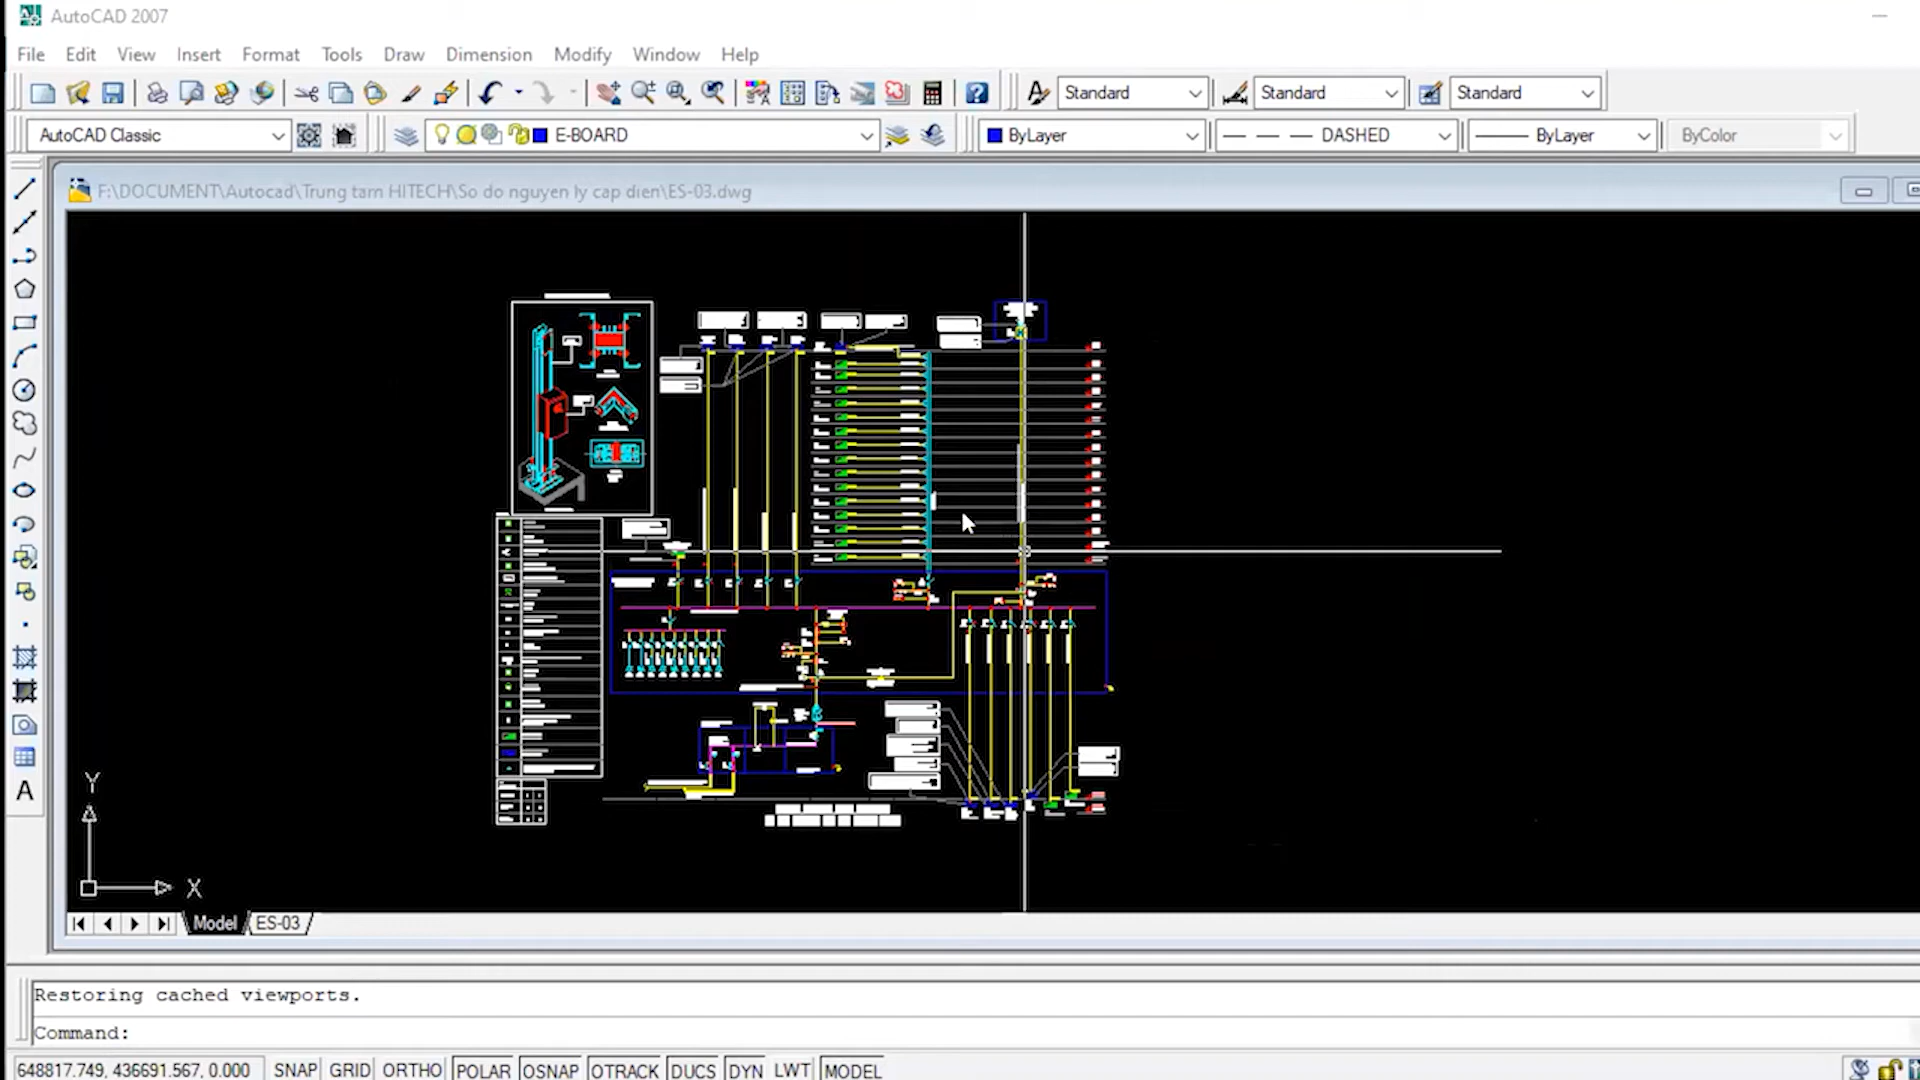 AutoCAD 2007
File Edit View Insert Format Tools Draw Dimension Modify Window Help
Standard Standard Standard
AutoCAD Classic E-BOARD ByLayer DASHED ByLayer ByColor
F:\DOCUMENT\Autocad\Trung tam HITECH\So do nguyen ly cap dien\ES-03.dwg
Y
X
A
Model ES-03
Restoring cached viewports.
Command:
648817.749, 436691.567, 0.000 SNAP GRID ORTHO POLAR OSNAP OTRACK DUCS DYN LWT MODEL